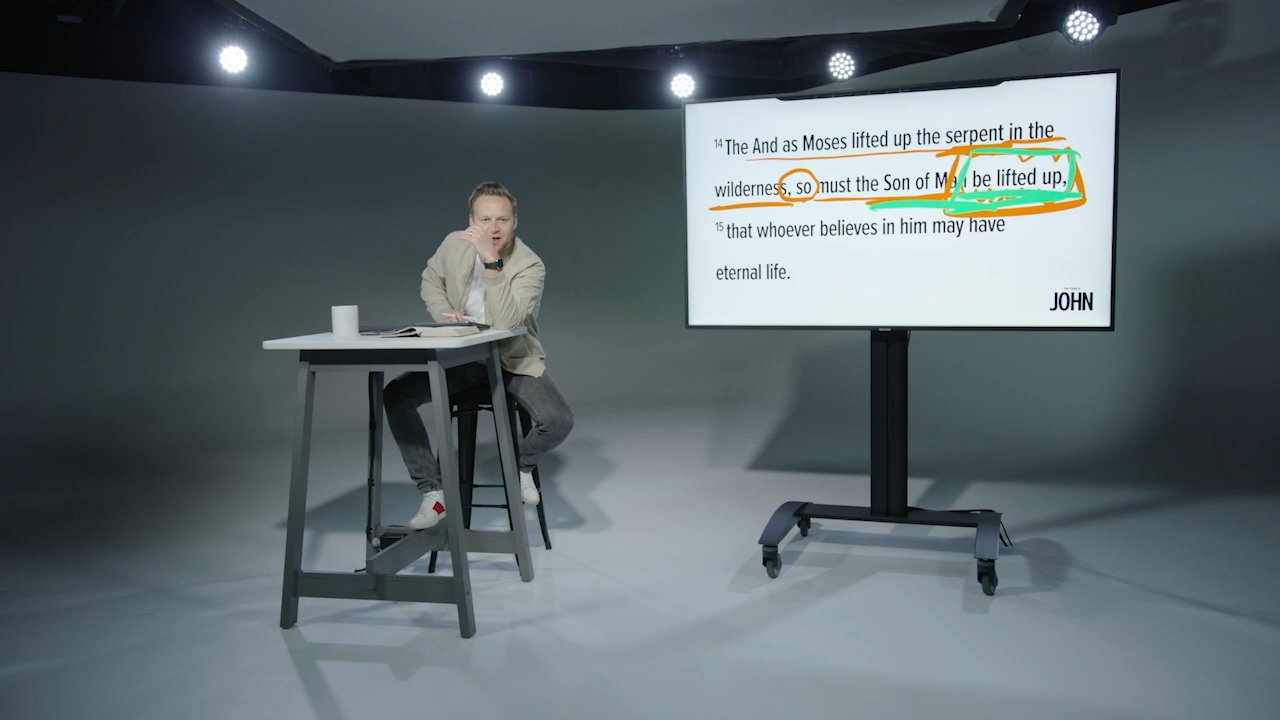 14 The And as Moses lifted up the serpent in the
wilderness, so must the Son of Man be lifted up,
15 that whoever believes in him may have
eternal life.
JOHN